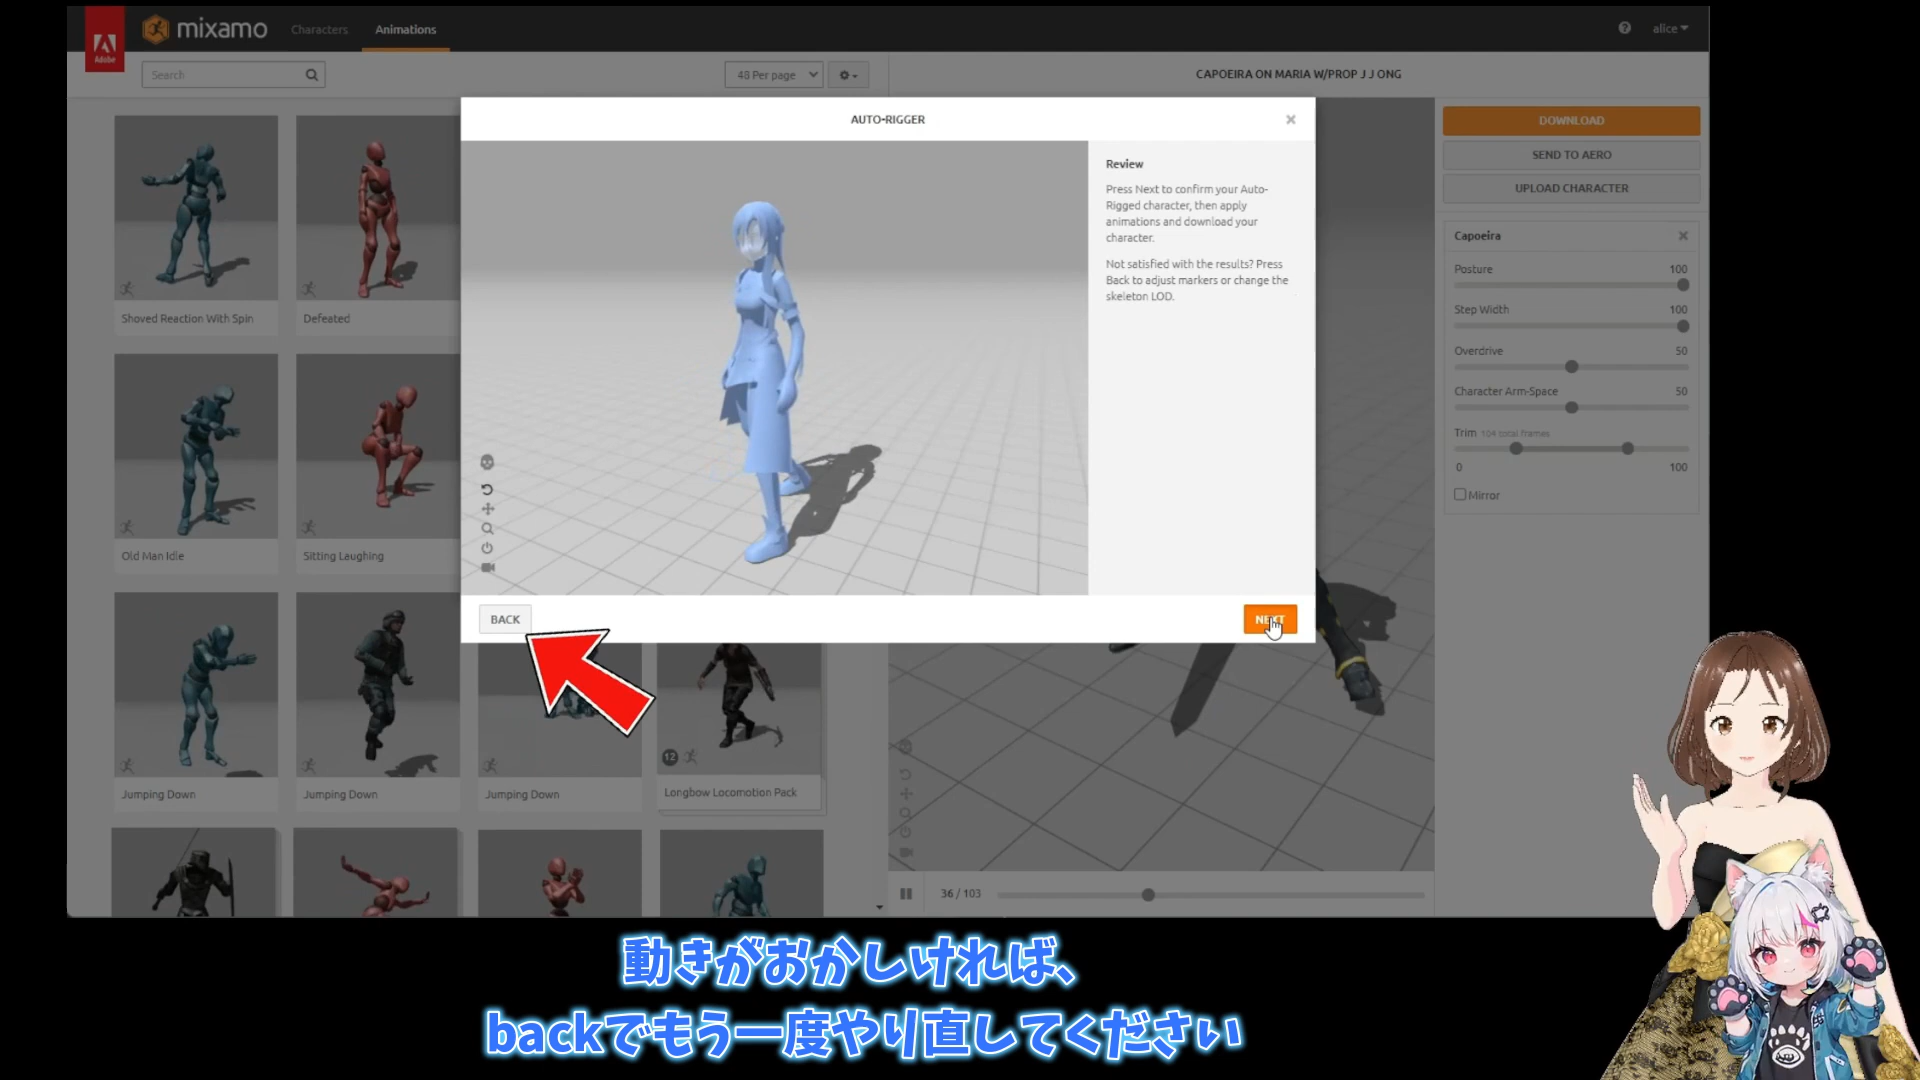 Adobe
mixamo
Characters
Animations
alice
Search
48 Per page
CAPOEIRA ON MARIA W/PROP J J ONG
AUTO-RIGGER
Review
Press Next to confirm your Auto-
Rigged character, then apply
animations and download your
character.
Not satisfied with the results? Press
Back to adjust markers or change the
skeleton LOD.
BACK
NEXT
DOWNLOAD
SEND TO AERO
UPLOAD CHARACTER
Capoeira
Posture 100
Step Width 100
Overdrive 50
Character Arm-Space 50
Trim 104 total frames
0 100
Mirror
Shoved Reaction With Spin
Defeated
Old Man Idle
Sitting Laughing
Jumping Down
Jumping Down
Jumping Down
12
Longbow Locomotion Pack
36 / 103
動きがおかしければ、
backでもう一度やり直してください